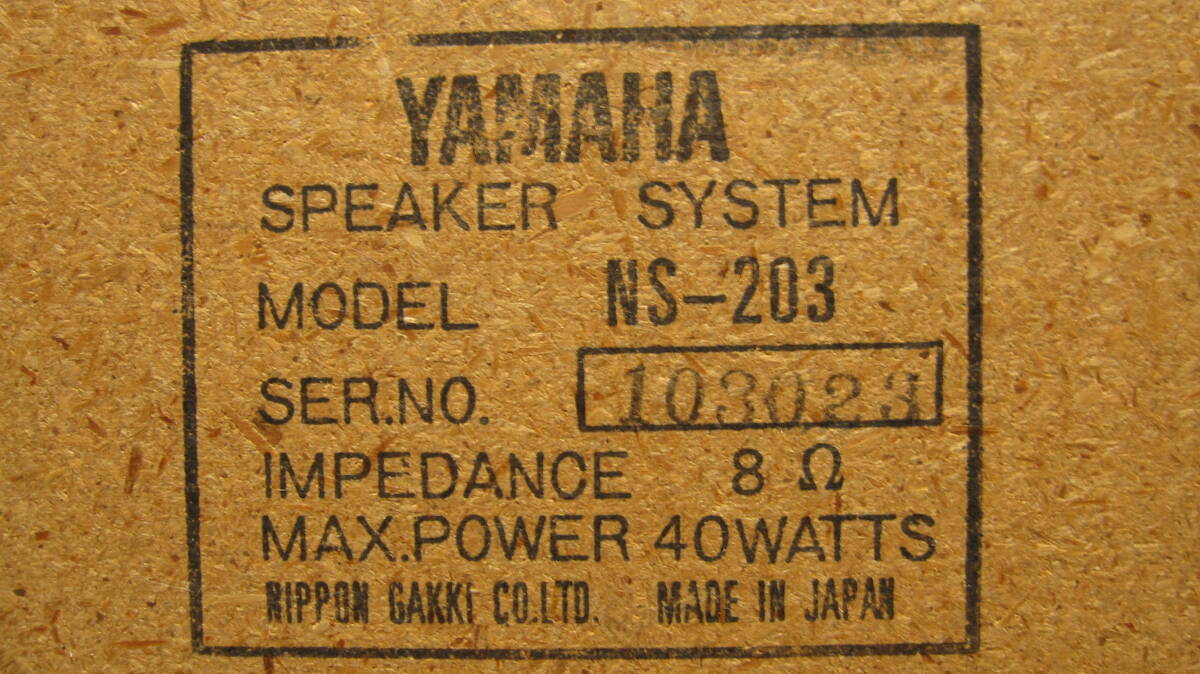 YAMAHA
SPEAKER SYSTEM
MODEL NS-203
SER.NO. 103023
IMPEDANCE 8 Ω
MAX.POWER 40WATTS
NIPPON GAKKI CO.LTD. MADE IN JAPAN